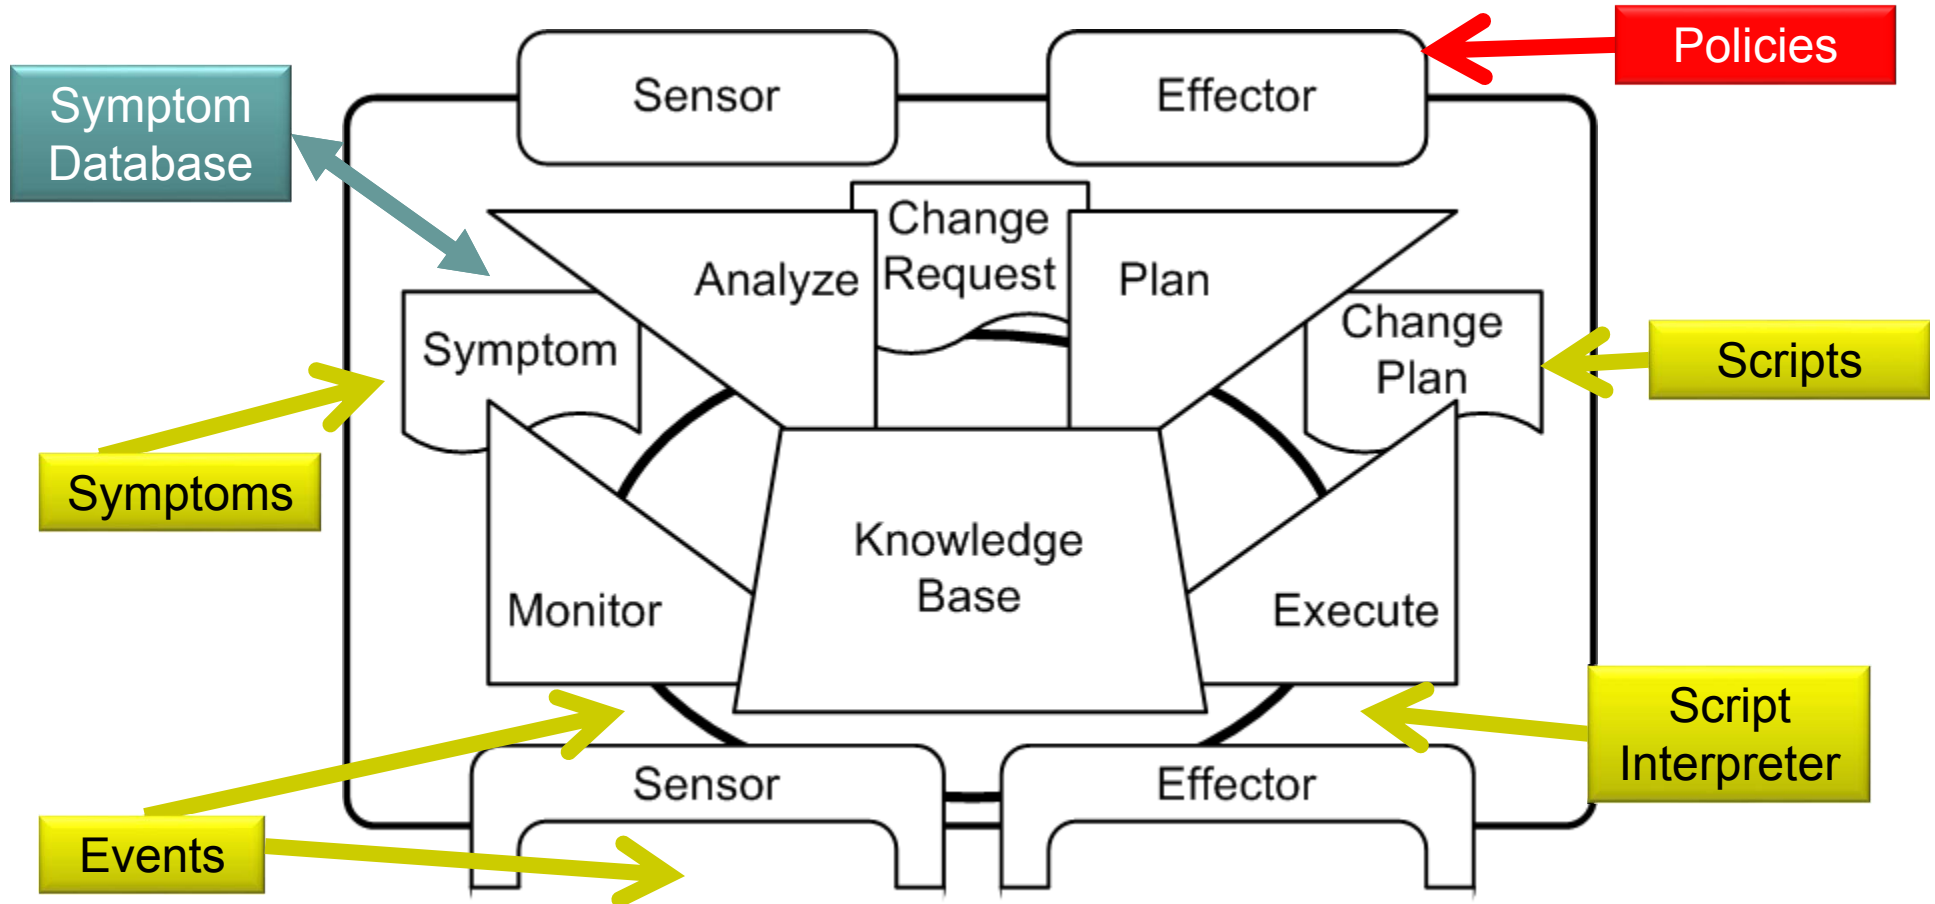 Policies
Sensor
Effector
Symptom
Database
Change
Request
Analyze
Plan
Symptom
Change
Plan
Scripts
Symptoms
Knowledge
Base
Monitor
Execute
Script
Interpreter
Sensor
Effector
Events